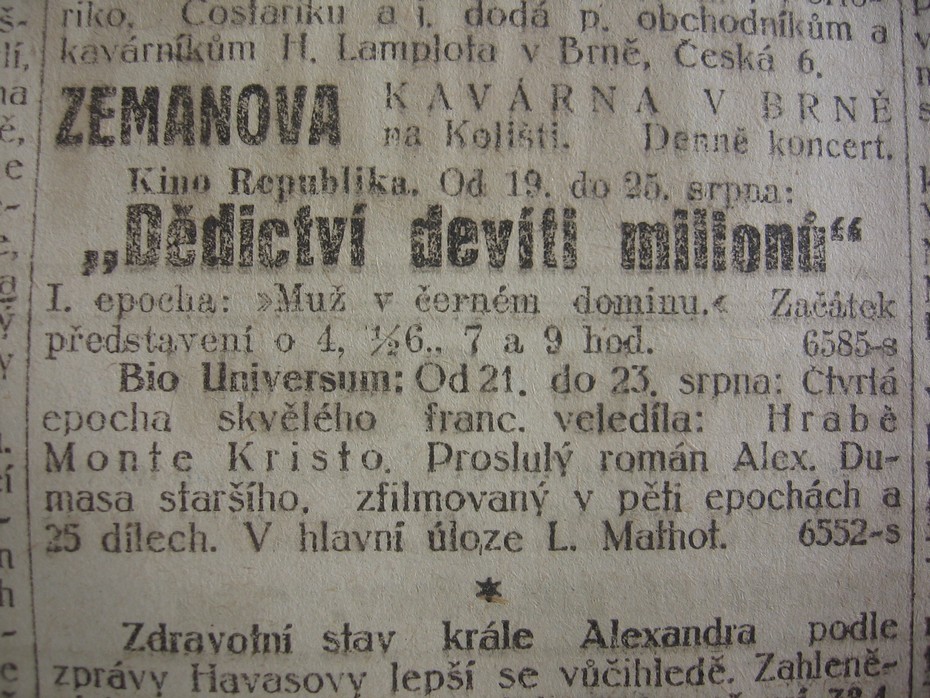 riko, Costariku a j. dodá p. obchodníkům a
kavárníkům H. Lamplota v Brně, Česká 6.
ZEMANOVA KAVÁRNA V BRNĚ
na Kolišti. Denně koncert.
Kino Republika. Od 19. do 25. srpna:
„Dědictví devíti milionů“
I. epocha: »Muž v černém dominu.« Začátek
představení o 4, ½6., 7 a 9 hod. 6585-s
Bio Universum: Od 21. do 23. srpna: Čtvrtá
epocha skvělého franc. veledíla: Hrabě
Monte Kristo. Proslulý román Alex. Du-
masa staršího, zfilmovaný v pěti epochách a
25 dílech. V hlavní úloze L. Mathot. 6552-s
*
Zdravotní stav krále Alexandra podle
zprávy Havasovy lepší se vůčihledě. Zahleně-